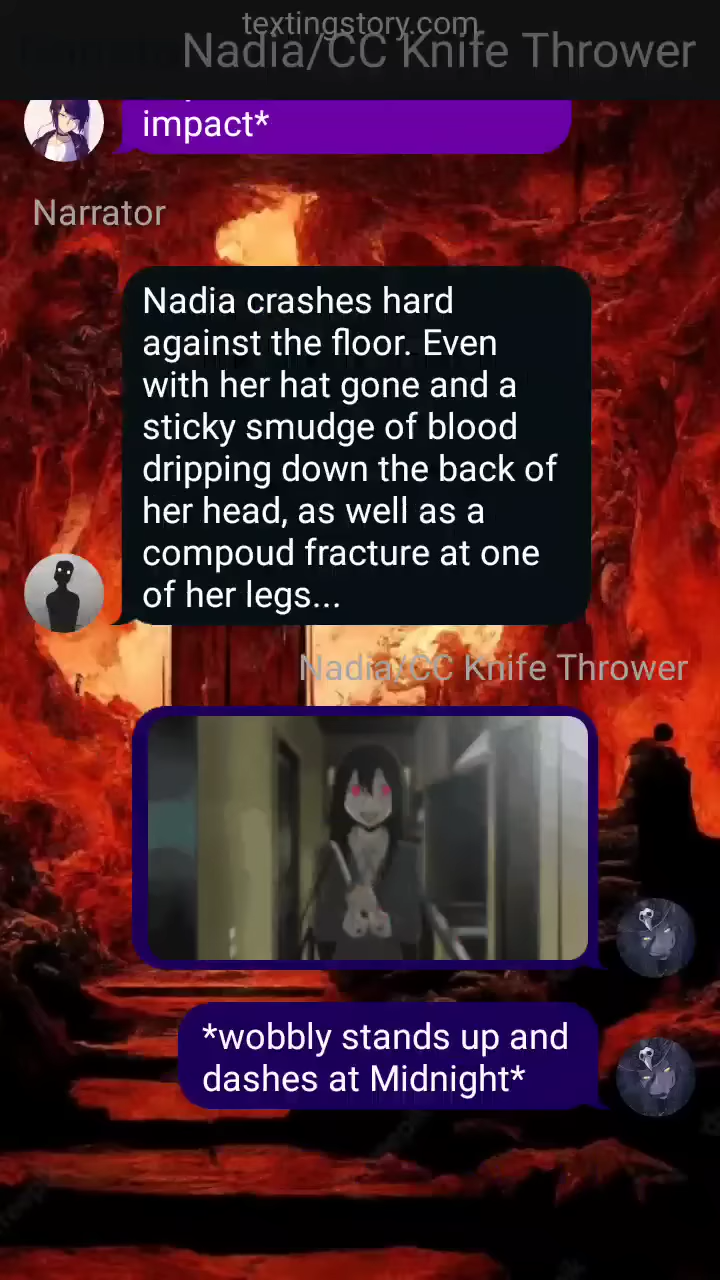 textingstory.com
Nadia/CC Knife Thrower
impact*
Narrator
Nadia crashes hard
against the floor. Even
with her hat gone and a
sticky smudge of blood
dripping down the back of
her head, as well as a
compoud fracture at one
of her legs...
Nadia/CC Knife Thrower
*wobbly stands up and
dashes at Midnight*